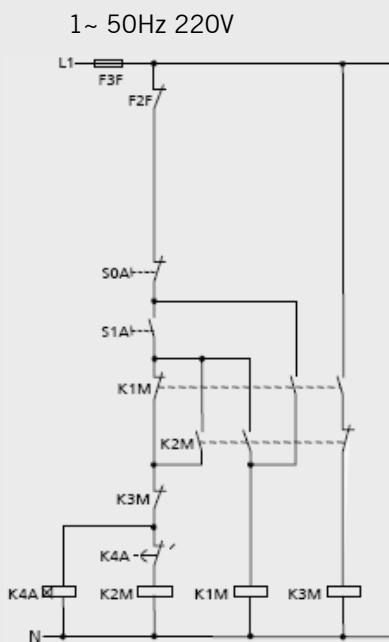 1~ 50Hz 220V
L1
F3F
F2F
S0A
S1A
K1M
K2M
K3M
K4A
K4A K2M K1M K3M
N